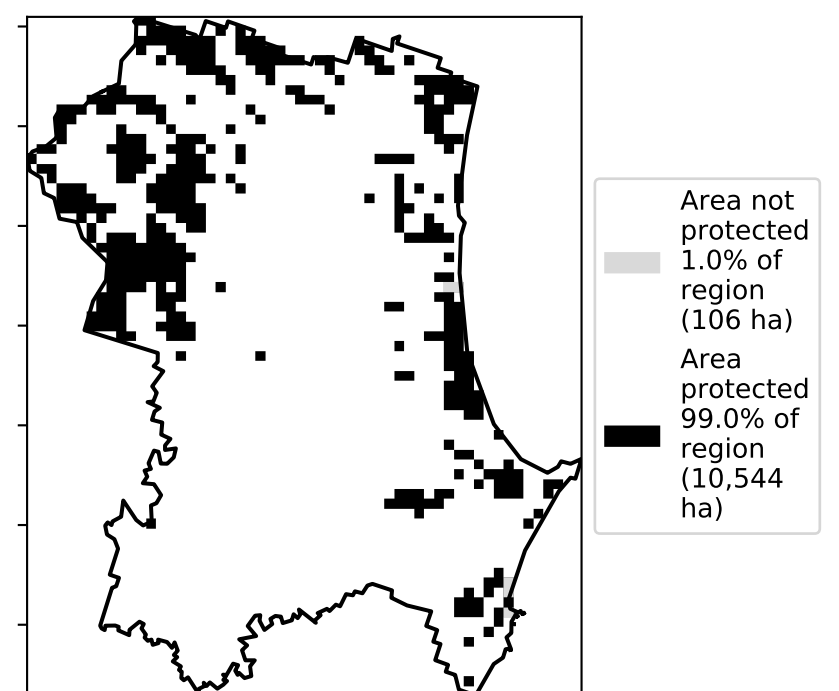 Area not
protected
1.0% of
region
(106 ha)
Area
protected
99.0% of
region
(10,544
ha)